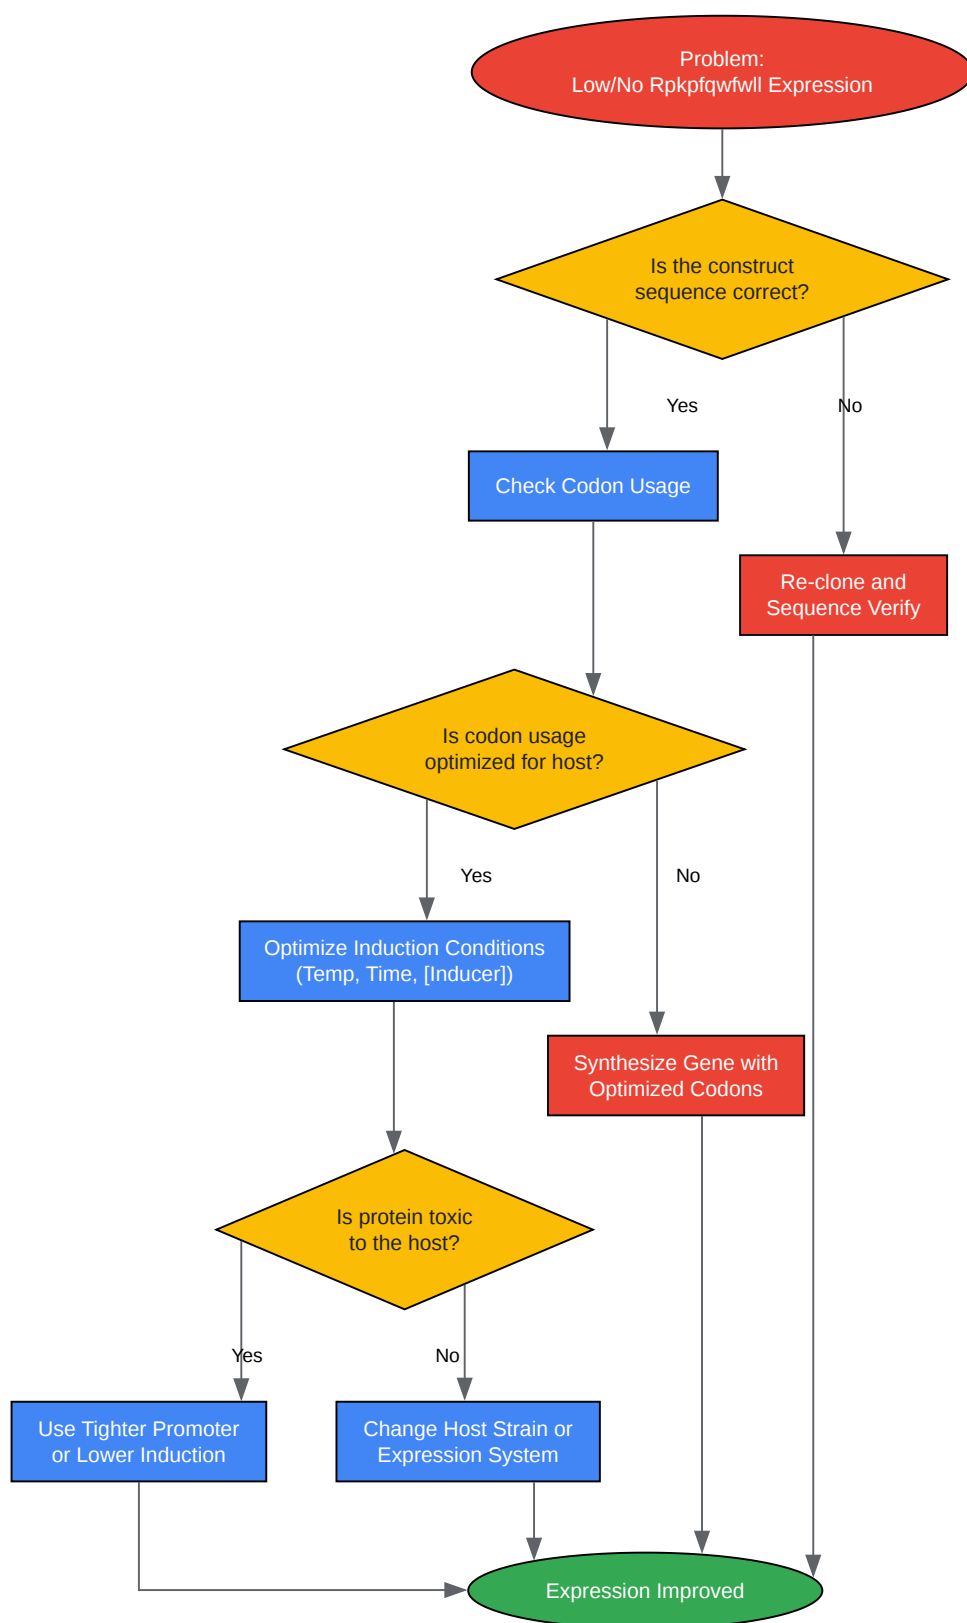 Problem:
Low/No Rpkpfqwfwll Expression
Is the construct
sequence correct?
Yes
No
Check Codon Usage
Re-clone and
Sequence Verify
Is codon usage
optimized for host?
Yes
No
Optimize Induction Conditions
(Temp, Time, [Inducer])
Synthesize Gene with
Optimized Codons
Is protein toxic
to the host?
Yes
No
Use Tighter Promoter
or Lower Induction
Change Host Strain or
Expression System
Expression Improved